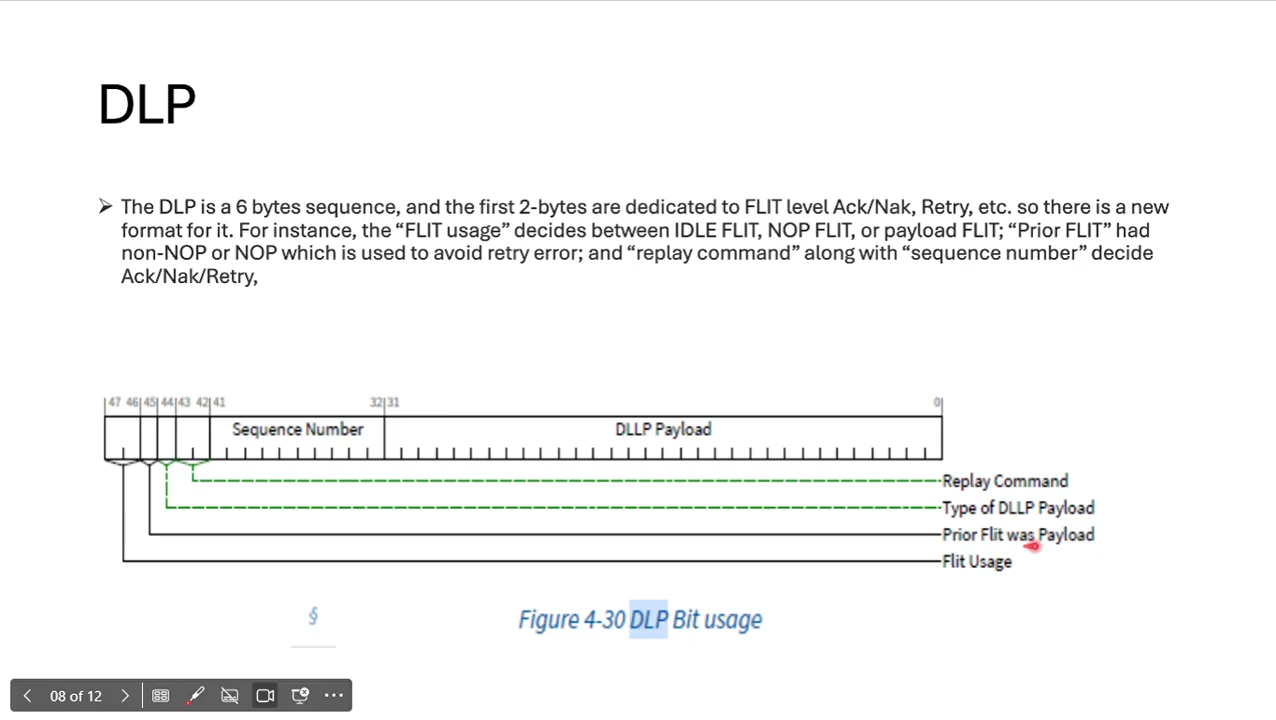 DLP
➢ The DLP is a 6 bytes sequence, and the first 2-bytes are dedicated to FLIT level Ack/Nak, Retry, etc. so there is a new
format for it. For instance, the “FLIT usage” decides between IDLE FLIT, NOP FLIT, or payload FLIT; “Prior FLIT” had
non-NOP or NOP which is used to avoid retry error; and “replay command” along with “sequence number” decide
Ack/Nak/Retry,
47 46 45 44 43 42 41 32 31 0
Sequence Number DLLP Payload
Replay Command
Type of DLLP Payload
Prior Flit was Payload
Flit Usage
§ Figure 4-30 DLP Bit usage
08 of 12